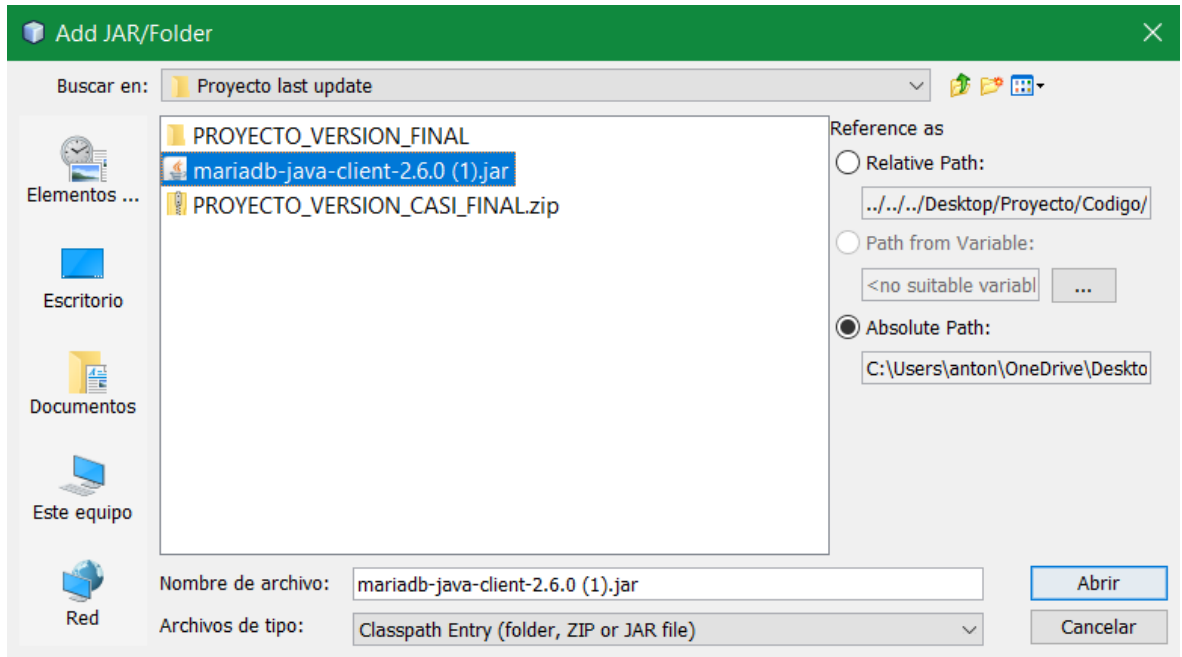 Add JAR/Folder
Buscar en: Proyecto last update
PROYECTO_VERSION_FINAL
mariadb-java-client-2.6.0 (1).jar
PROYECTO_VERSION_CASI_FINAL.zip
Elementos ...
Escritorio
Documentos
Este equipo
Red
Reference as
Relative Path:
../../../Desktop/Proyecto/Codigo/
Path from Variable:
<no suitable variabl ...
Absolute Path:
C:\Users\anton\OneDrive\Deskto
Nombre de archivo: mariadb-java-client-2.6.0 (1).jar Abrir
Archivos de tipo: Classpath Entry (folder, ZIP or JAR file) Cancelar